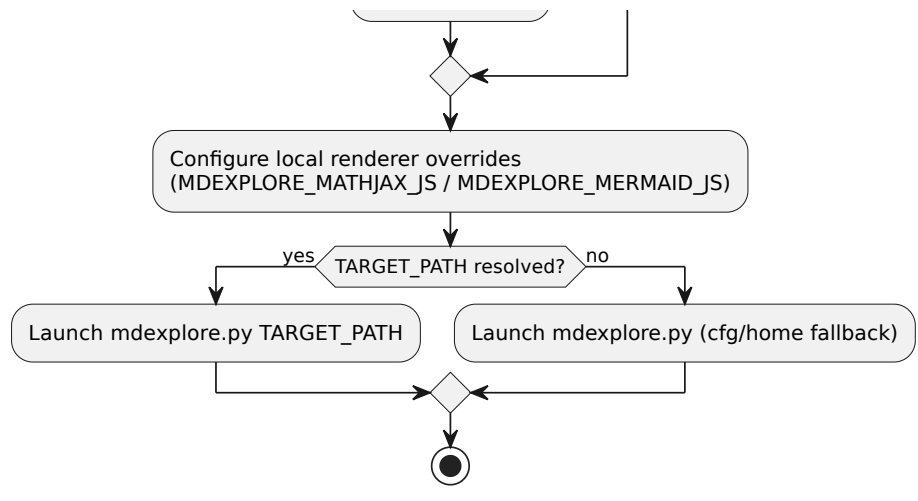 Configure local renderer overrides
(MDEXPLORE_MATHJAX_JS / MDEXPLORE_MERMAID_JS)
yes
TARGET_PATH resolved?
no
Launch mdexplore.py TARGET_PATH
Launch mdexplore.py (cfg/home fallback)